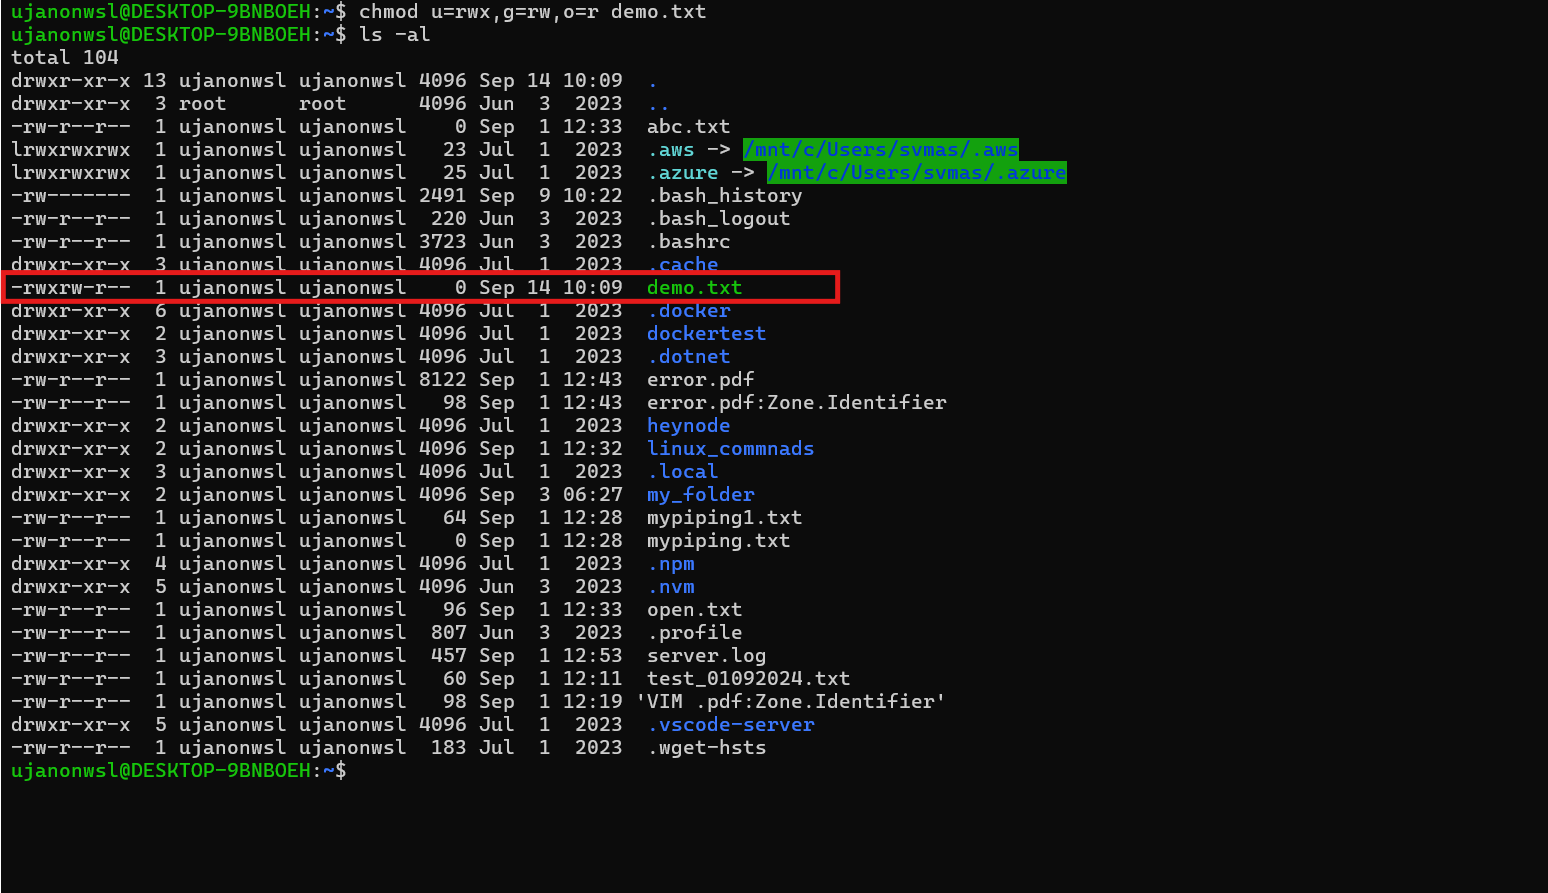 ujanonwsl@DESKTOP-9BNBOEH:~$ chmod u=rwx,g=rw,o=r demo.txt
ujanonwsl@DESKTOP-9BNBOEH:~$ ls -al
total 104
drwxr-xr-x 13 ujanonwsl ujanonwsl 4096 Sep 14 10:09  .
drwxr-xr-x  3 root      root      4096 Jun  3  2023  ..
-rw-r--r--  1 ujanonwsl ujanonwsl    0 Sep  1 12:33  abc.txt
lrwxrwxrwx  1 ujanonwsl ujanonwsl   23 Jul  1  2023  .aws -> /mnt/c/Users/svmas/.aws
lrwxrwxrwx  1 ujanonwsl ujanonwsl   25 Jul  1  2023  .azure -> /mnt/c/Users/svmas/.azure
-rw-------  1 ujanonwsl ujanonwsl 2491 Sep  9 10:22  .bash_history
-rw-r--r--  1 ujanonwsl ujanonwsl  220 Jun  3  2023  .bash_logout
-rw-r--r--  1 ujanonwsl ujanonwsl 3723 Jun  3  2023  .bashrc
drwxr-xr-x  3 ujanonwsl ujanonwsl 4096 Jul  1  2023  .cache
-rwxrw-r--  1 ujanonwsl ujanonwsl    0 Sep 14 10:09  demo.txt
drwxr-xr-x  6 ujanonwsl ujanonwsl 4096 Jul  1  2023  .docker
drwxr-xr-x  2 ujanonwsl ujanonwsl 4096 Jul  1  2023  dockertest
drwxr-xr-x  3 ujanonwsl ujanonwsl 4096 Jul  1  2023  .dotnet
-rw-r--r--  1 ujanonwsl ujanonwsl 8122 Sep  1 12:43  error.pdf
-rw-r--r--  1 ujanonwsl ujanonwsl   98 Sep  1 12:43  error.pdf:Zone.Identifier
drwxr-xr-x  2 ujanonwsl ujanonwsl 4096 Jul  1  2023  heynode
drwxr-xr-x  2 ujanonwsl ujanonwsl 4096 Sep  1 12:32  linux_commnads
drwxr-xr-x  3 ujanonwsl ujanonwsl 4096 Jul  1  2023  .local
drwxr-xr-x  2 ujanonwsl ujanonwsl 4096 Sep  3 06:27  my_folder
-rw-r--r--  1 ujanonwsl ujanonwsl   64 Sep  1 12:28  mypiping1.txt
-rw-r--r--  1 ujanonwsl ujanonwsl    0 Sep  1 12:28  mypiping.txt
drwxr-xr-x  4 ujanonwsl ujanonwsl 4096 Jul  1  2023  .npm
drwxr-xr-x  5 ujanonwsl ujanonwsl 4096 Jun  3  2023  .nvm
-rw-r--r--  1 ujanonwsl ujanonwsl   96 Sep  1 12:33  open.txt
-rw-r--r--  1 ujanonwsl ujanonwsl  807 Jun  3  2023  .profile
-rw-r--r--  1 ujanonwsl ujanonwsl  457 Sep  1 12:53  server.log
-rw-r--r--  1 ujanonwsl ujanonwsl   60 Sep  1 12:11  test_01092024.txt
-rw-r--r--  1 ujanonwsl ujanonwsl   98 Sep  1 12:19 'VIM .pdf:Zone.Identifier'
drwxr-xr-x  5 ujanonwsl ujanonwsl 4096 Jul  1  2023  .vscode-server
-rw-r--r--  1 ujanonwsl ujanonwsl  183 Jul  1  2023  .wget-hsts
ujanonwsl@DESKTOP-9BNBOEH:~$